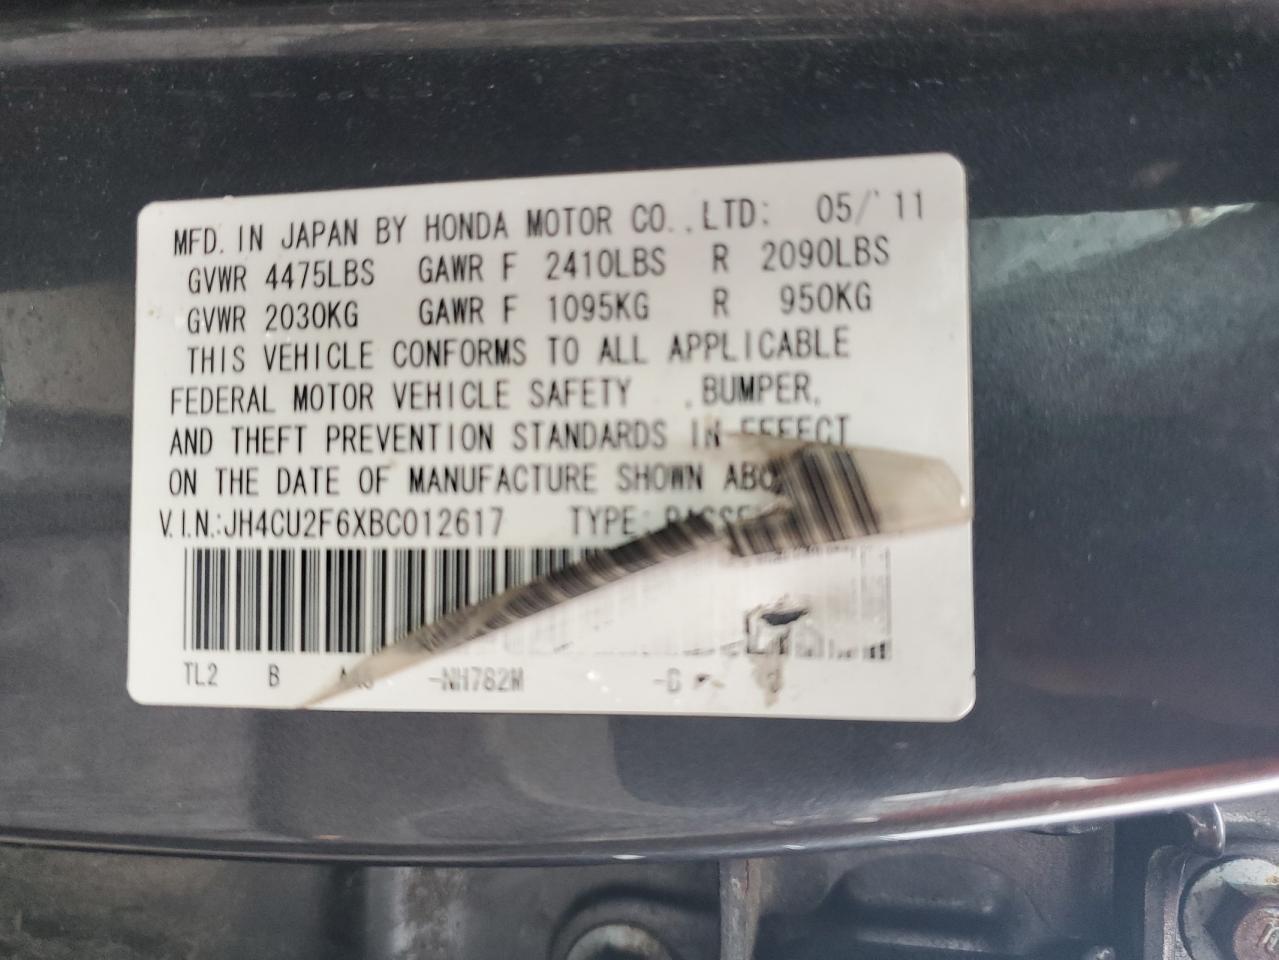 MFD. IN JAPAN BY HONDA MOTOR CO.,LTD: 05/'11
GVWR 4475LBS GAWR F 2410LBS R 2090LBS
GVWR 2030KG GAWR F 1095KG R 950KG
THIS VEHICLE CONFORMS TO ALL APPLICABLE
FEDERAL MOTOR VEHICLE SAFETY ,BUMPER,
AND THEFT PREVENTION STANDARDS IN EFFECT
ON THE DATE OF MANUFACTURE SHOWN
V.I.N.:JH4CU2F6XBC012617 TYPE:
TL2 B -NH782M